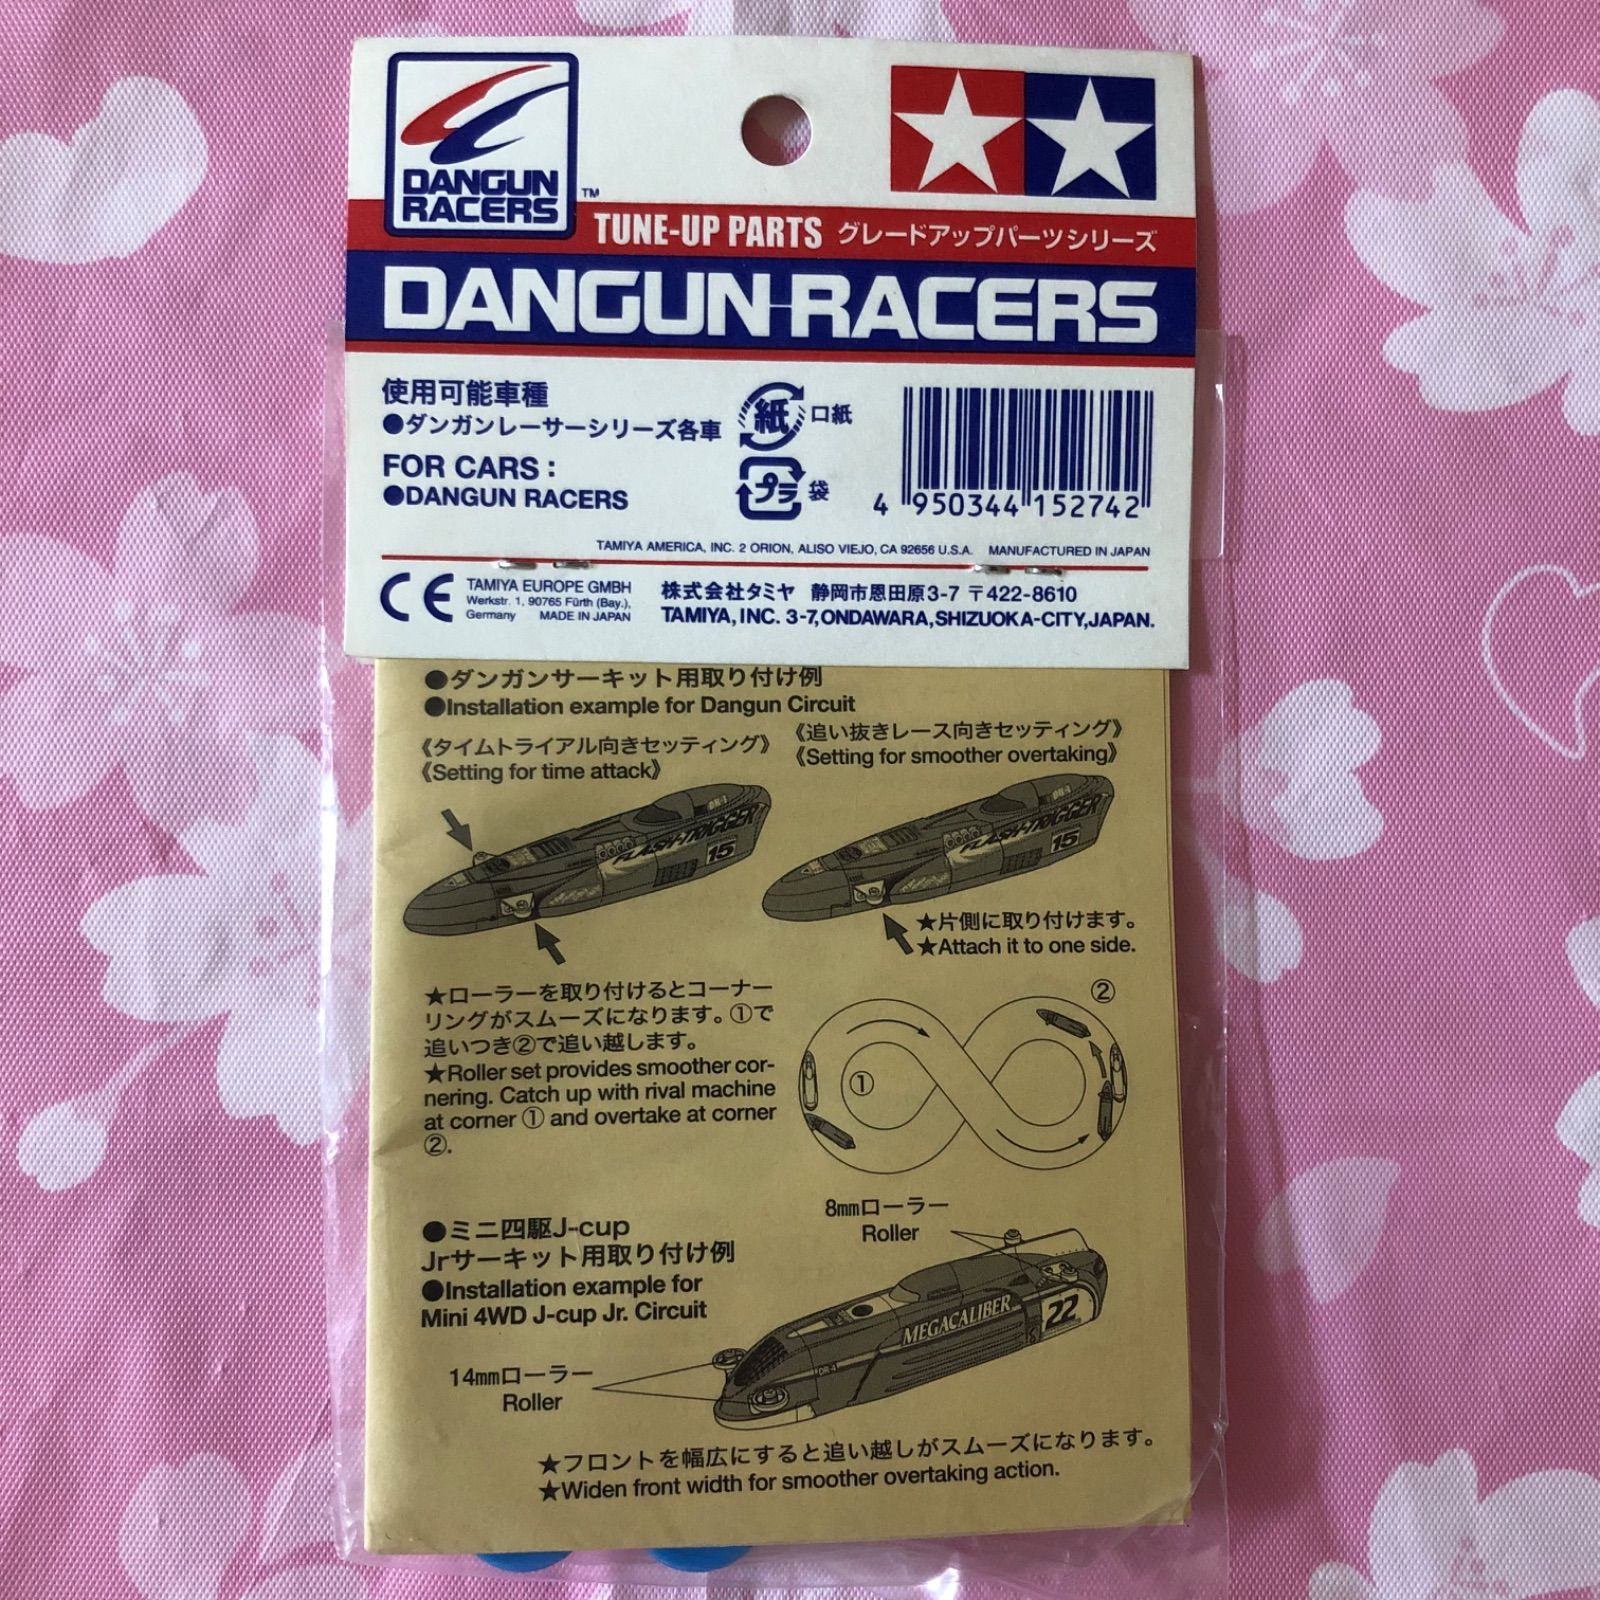 DANGUN
RACERS
™
TUNE-UP PARTS グレードアップパーツシリーズ
DANGUN RACERS
使用可能車種
●ダンガンレーサーシリーズ各車
FOR CARS :
●DANGUN RACERS
紙 口紙
プラ 袋
4 950344 152742
TAMIYA AMERICA, INC. 2 ORION, ALISO VIEJO, CA 92656 U.S.A. MANUFACTURED IN JAPAN
CE
TAMIYA EUROPE GMBH
Werkstr. 1, 90765 Fürth (Bay.),
Germany MADE IN JAPAN
株式会社タミヤ 静岡市恩田原3-7 〒422-8610
TAMIYA, INC. 3-7, ONDAWARA, SHIZUOKA-CITY, JAPAN.
●ダンガンサーキット用取り付け例
●Installation example for Dangun Circuit
《タイムトライアル向きセッティング》
《Setting for time attack》
《追い抜きレース向きセッティング》
《Setting for smoother overtaking》
DR-1
FLASH-TRIGGER
15
DR-1
FLASH-TRIGGER
15
★片側に取り付けます。
★Attach it to one side.
★ローラーを取り付けるとコーナー
リングがスムーズになります。①で
追いつき②で追い越します。
★Roller set provides smoother cor-
nering. Catch up with rival machine
at corner ① and overtake at corner
②.
①
②
●ミニ四駆J-cup
Jrサーキット用取り付け例
●Installation example for
Mini 4WD J-cup Jr. Circuit
8mmローラー
Roller
MEGACALIBER
22
DR-1
14mmローラー
Roller
★フロントを幅広にすると追い越しがスムーズになります。
★Widen front width for smoother overtaking action.